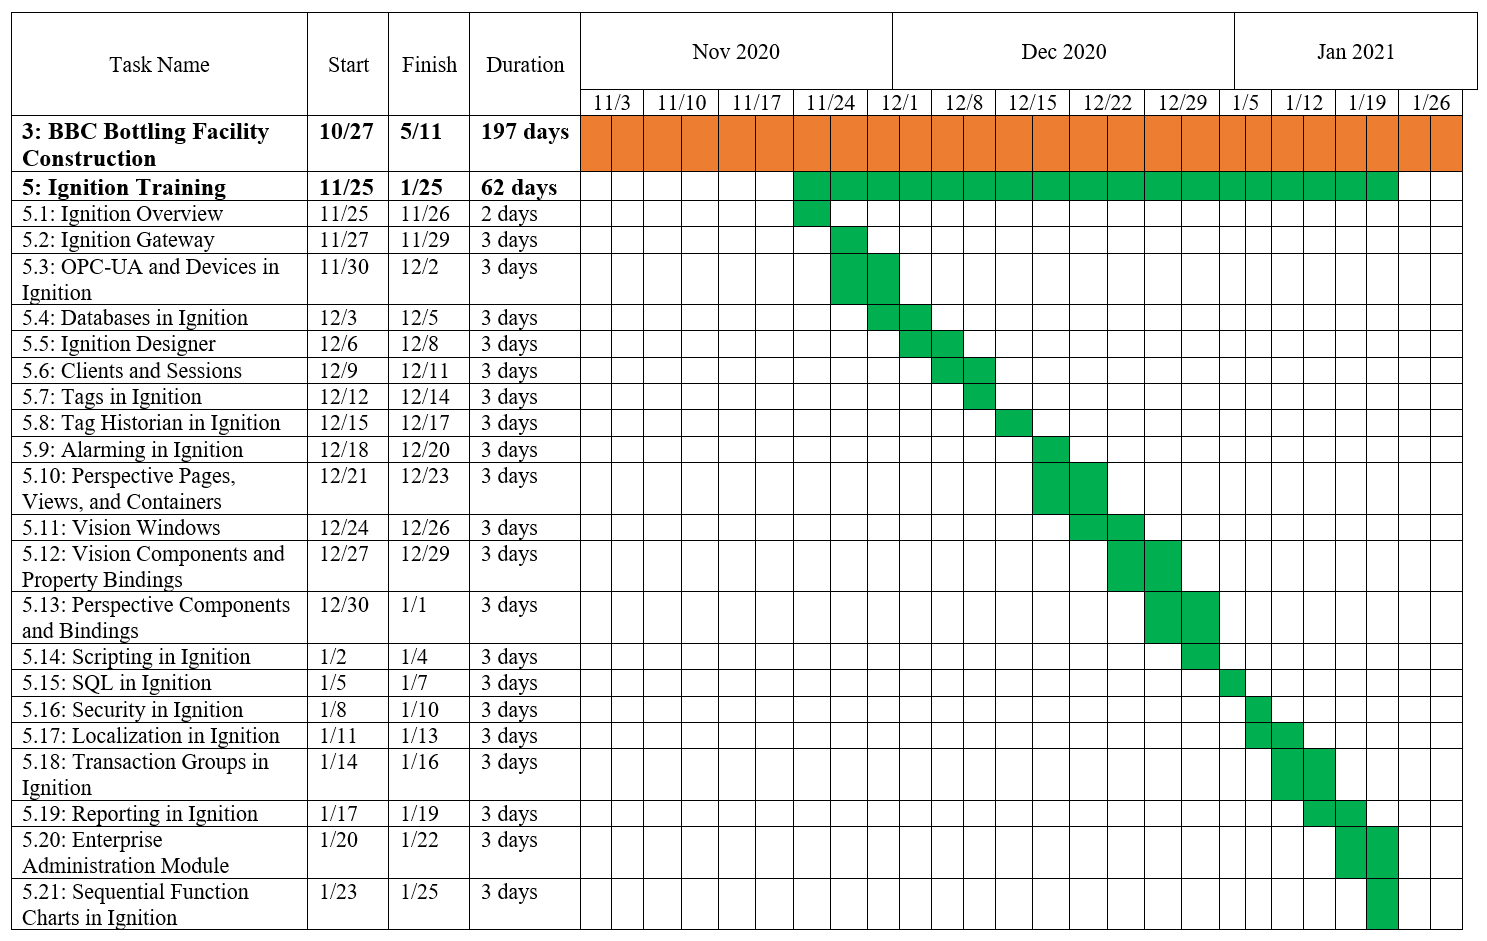 Task Name Start Finish Duration Nov 2020 Dec 2020 Jan 2021
11/3 11/10 11/17 11/24 12/1 12/8 12/15 12/22 12/29 1/5 1/12 1/19 1/26
3: BBC Bottling Facility 10/27 5/11 197 days
Construction
5: Ignition Training 11/25 1/25 62 days
5.1: Ignition Overview 11/25 11/26 2 days
5.2: Ignition Gateway 11/27 11/29 3 days
5.3: OPC-UA and Devices in 11/30 12/2 3 days
Ignition
5.4: Databases in Ignition 12/3 12/5 3 days
5.5: Ignition Designer 12/6 12/8 3 days
5.6: Clients and Sessions 12/9 12/11 3 days
5.7: Tags in Ignition 12/12 12/14 3 days
5.8: Tag Historian in Ignition 12/15 12/17 3 days
5.9: Alarming in Ignition 12/18 12/20 3 days
5.10: Perspective Pages, 12/21 12/23 3 days
Views, and Containers
5.11: Vision Windows 12/24 12/26 3 days
5.12: Vision Components and 12/27 12/29 3 days
Property Bindings
5.13: Perspective Components 12/30 1/1 3 days
and Bindings
5.14: Scripting in Ignition 1/2 1/4 3 days
5.15: SQL in Ignition 1/5 1/7 3 days
5.16: Security in Ignition 1/8 1/10 3 days
5.17: Localization in Ignition 1/11 1/13 3 days
5.18: Transaction Groups in 1/14 1/16 3 days
Ignition
5.19: Reporting in Ignition 1/17 1/19 3 days
5.20: Enterprise 1/20 1/22 3 days
Administration Module
5.21: Sequential Function 1/23 1/25 3 days
Charts in Ignition